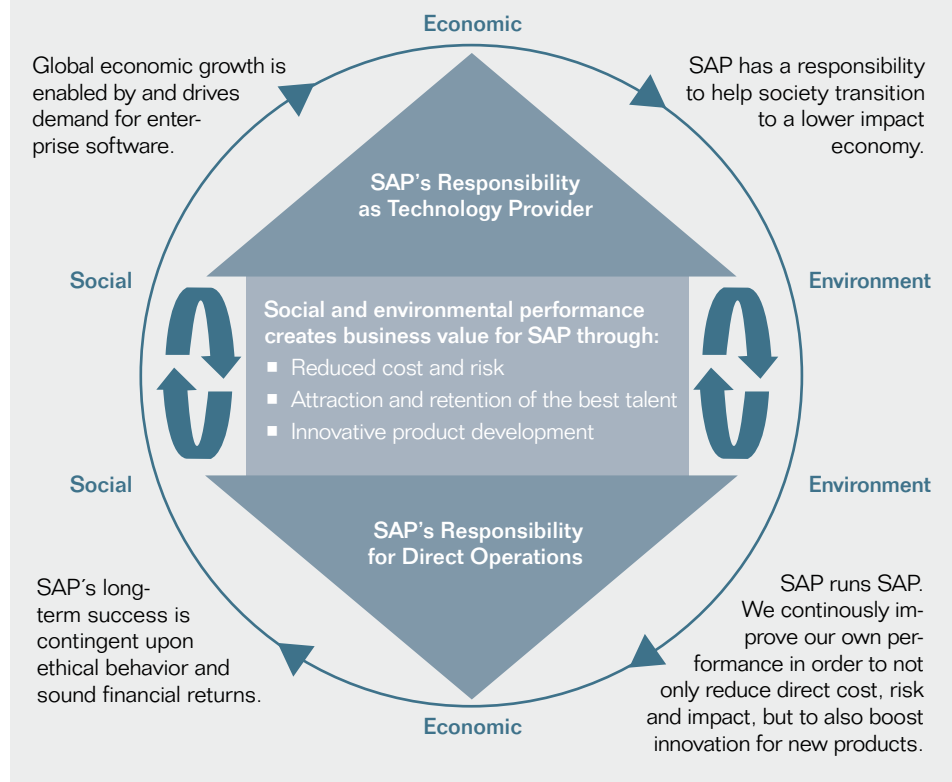 Economic
Global economic growth is
enabled by and drives
demand for enter-
prise software.
SAP has a responsibility
to help society transition
to a lower impact
economy.
SAP's Responsibility
as Technology Provider
Social
Environment
Social and environmental performance
creates business value for SAP through:
■ Reduced cost and risk
■ Attraction and retention of the best talent
■ Innovative product development
Social
Environment
SAP's Responsibility
for Direct Operations
SAP´s long-
term success is
contingent upon
ethical behavior and
sound financial returns.
SAP runs SAP.
We continously im-
prove our own per-
formance in order to not
only reduce direct cost, risk
and impact, but to also boost
innovation for new products.
Economic